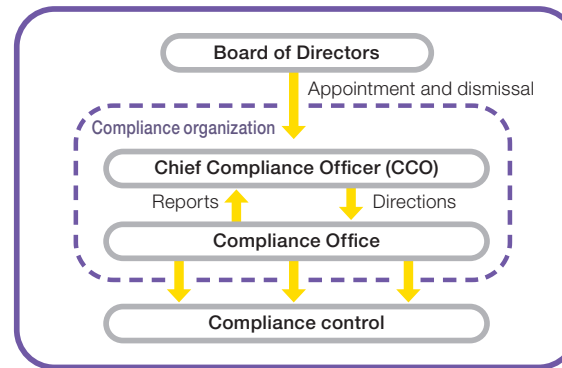 Board of Directors
Appointment and dismissal
Compliance organization
Chief Compliance Officer (CCO)
Reports
Directions
Compliance Office
Compliance control